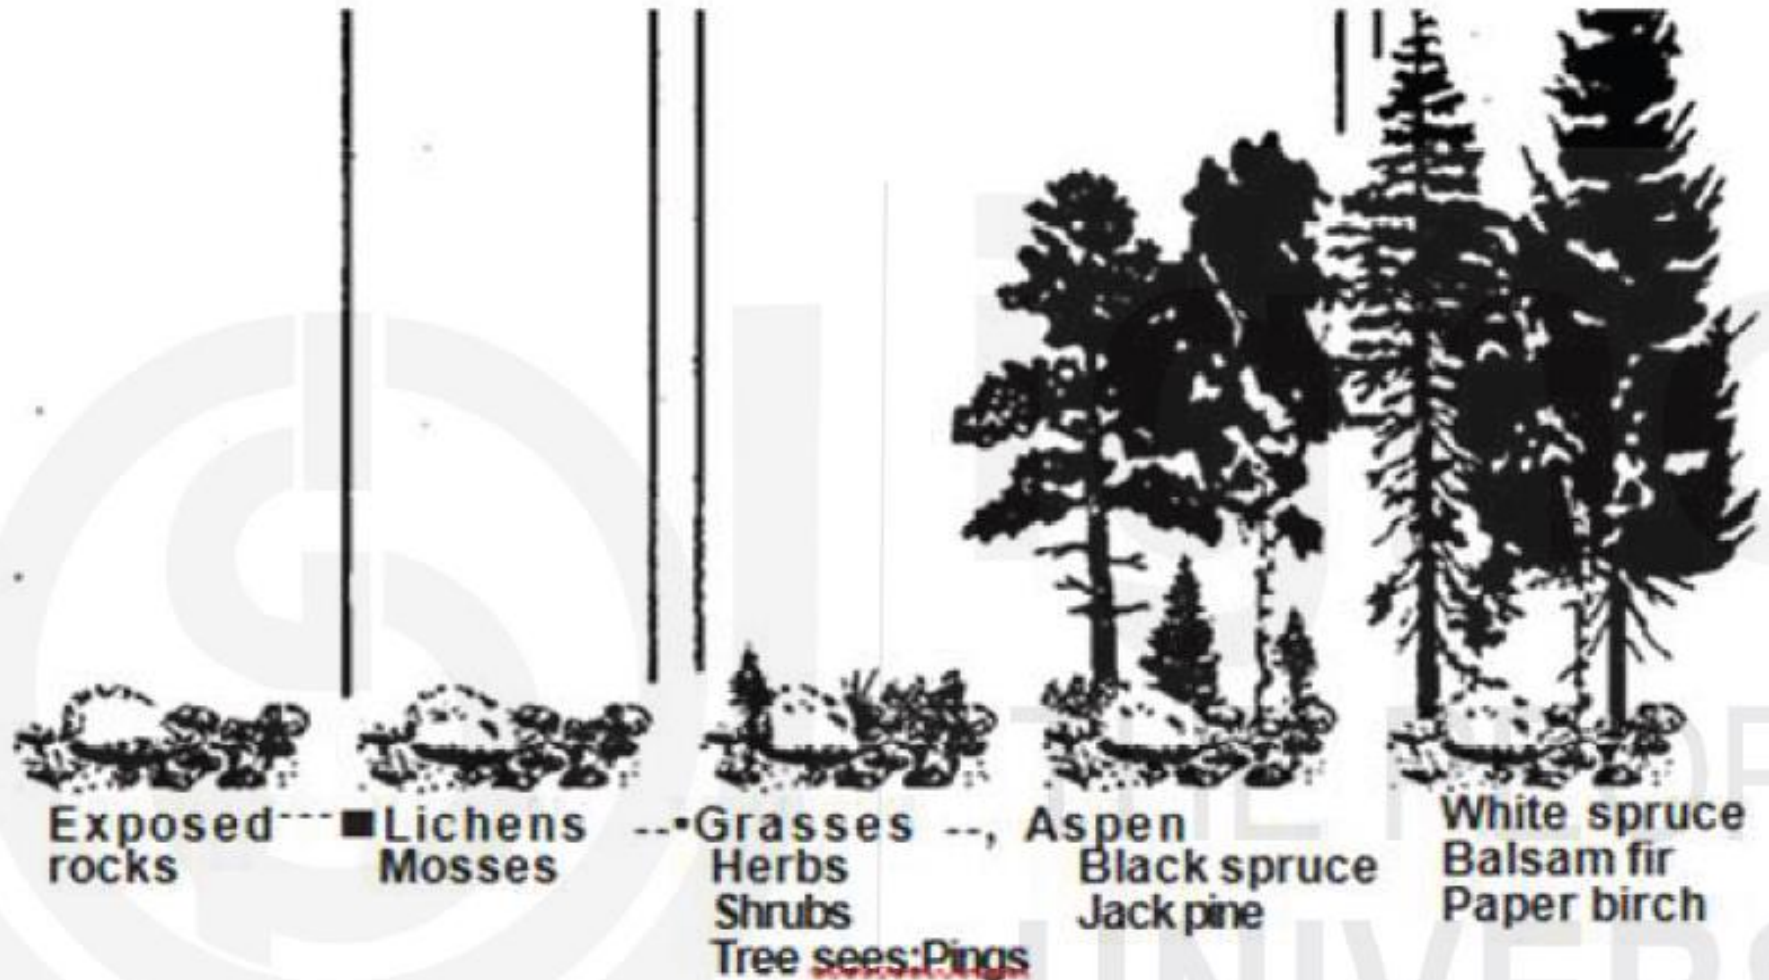 Exposed ---■Lichens --▪Grasses --, Aspen White spruce
rocks Mosses Herbs Black spruce Balsam fir
Shrubs Jack pine Paper birch
Tree sees:Pings